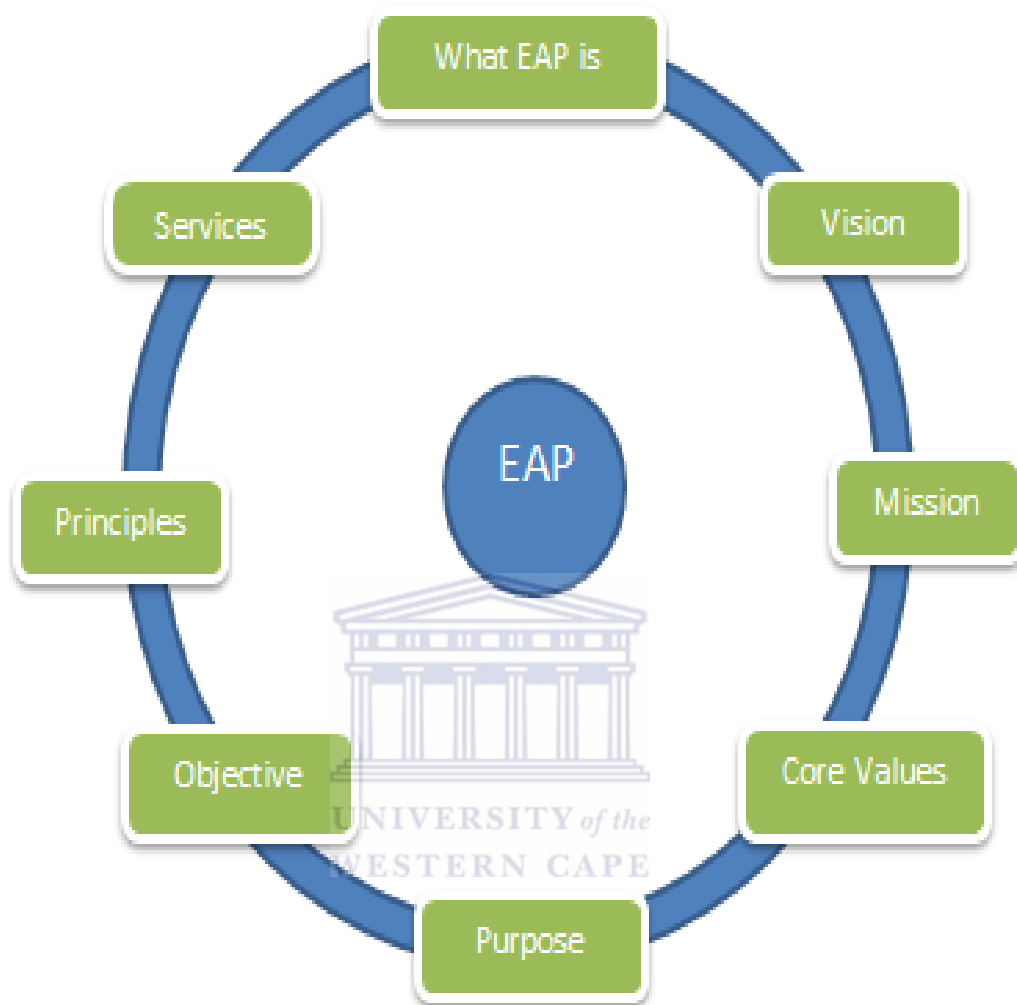 What EAP is
Services
Vision
EAP
Principles
Mission
Objective
Core Values
UNIVERSITY of the
WESTERN CAPE
Purpose